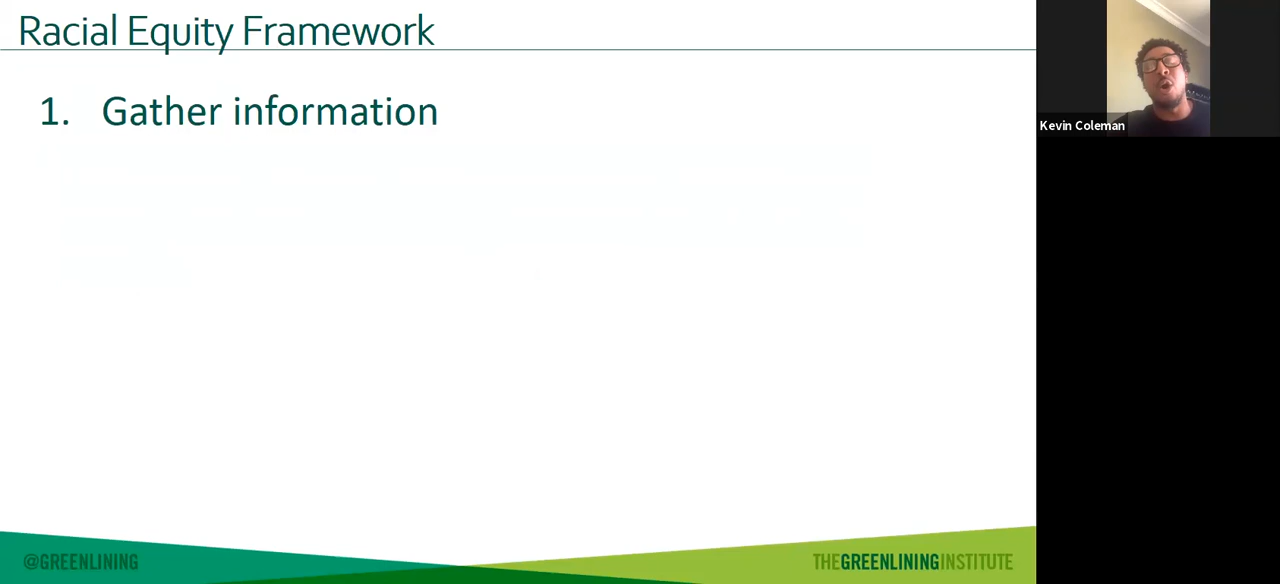 Racial Equity Framework
1. Gather information
Kevin Coleman
@GREENLINING
THEGREENLININGINSTITUTE